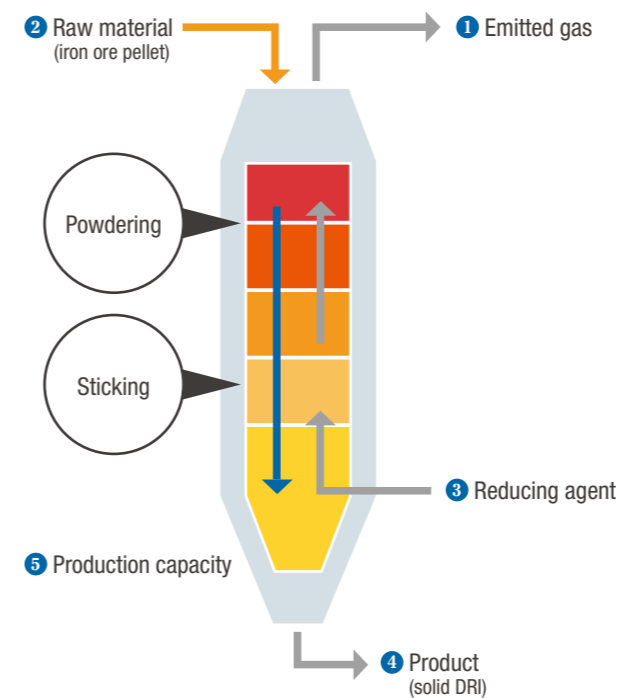 ❷ Raw material
(iron ore pellet)
❶ Emitted gas
Powdering
Sticking
❸ Reducing agent
❺ Production capacity
❹ Product
(solid DRI)